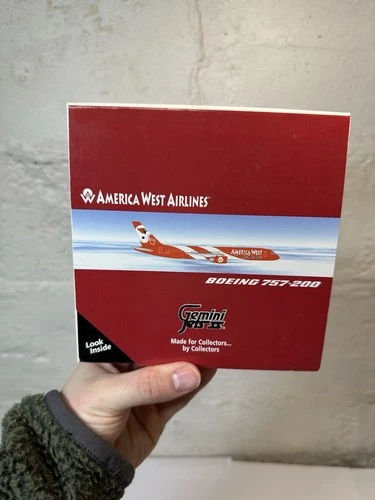 AMERICA WEST AIRLINES
AMERICA WEST
BOEING 757-200
Gemini
JETS
Made for Collectors...
by Collectors
Look
Inside